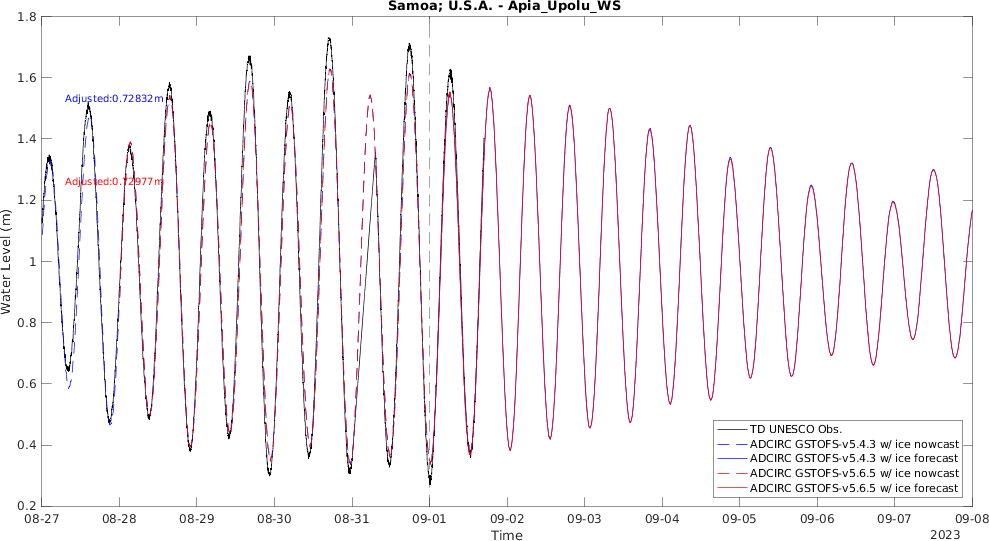 Samoa; U.S.A. - Apia_Upolu_WS
1.8
1.6
1.4
1.2
1
0.8
0.6
0.4
0.2
Water Level (m)
Adjusted:0.72832m
Adjusted:0.72977m
TD UNESCO Obs.
ADCIRC GSTOFS-v5.4.3 w/ ice nowcast
ADCIRC GSTOFS-v5.4.3 w/ ice forecast
ADCIRC GSTOFS-v5.6.5 w/ ice nowcast
ADCIRC GSTOFS-v5.6.5 w/ ice forecast
08-27 08-28 08-29 08-30 08-31 09-01 09-02 09-03 09-04 09-05 09-06 09-07 09-08
Time
2023